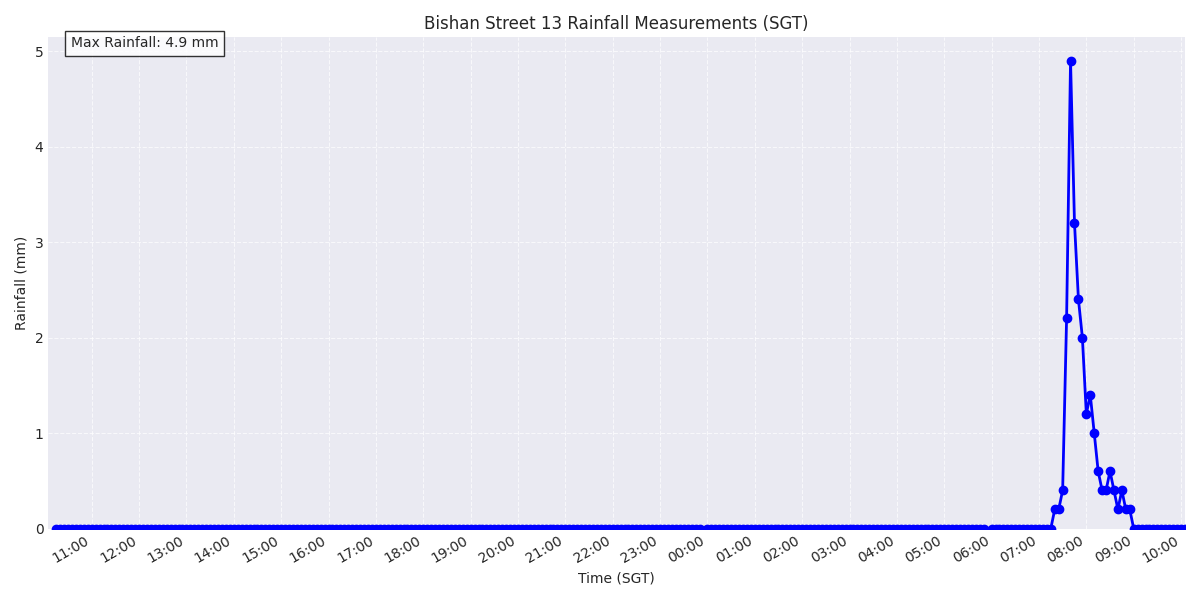 Bishan Street 13 Rainfall Measurements (SGT)
Max Rainfall: 4.9 mm
5
4
3
2
1
0
Rainfall (mm)
11:00 12:00 13:00 14:00 15:00 16:00 17:00 18:00 19:00 20:00 21:00 22:00 23:00 00:00 01:00 02:00 03:00 04:00 05:00 06:00 07:00 08:00 09:00 10:00
Time (SGT)